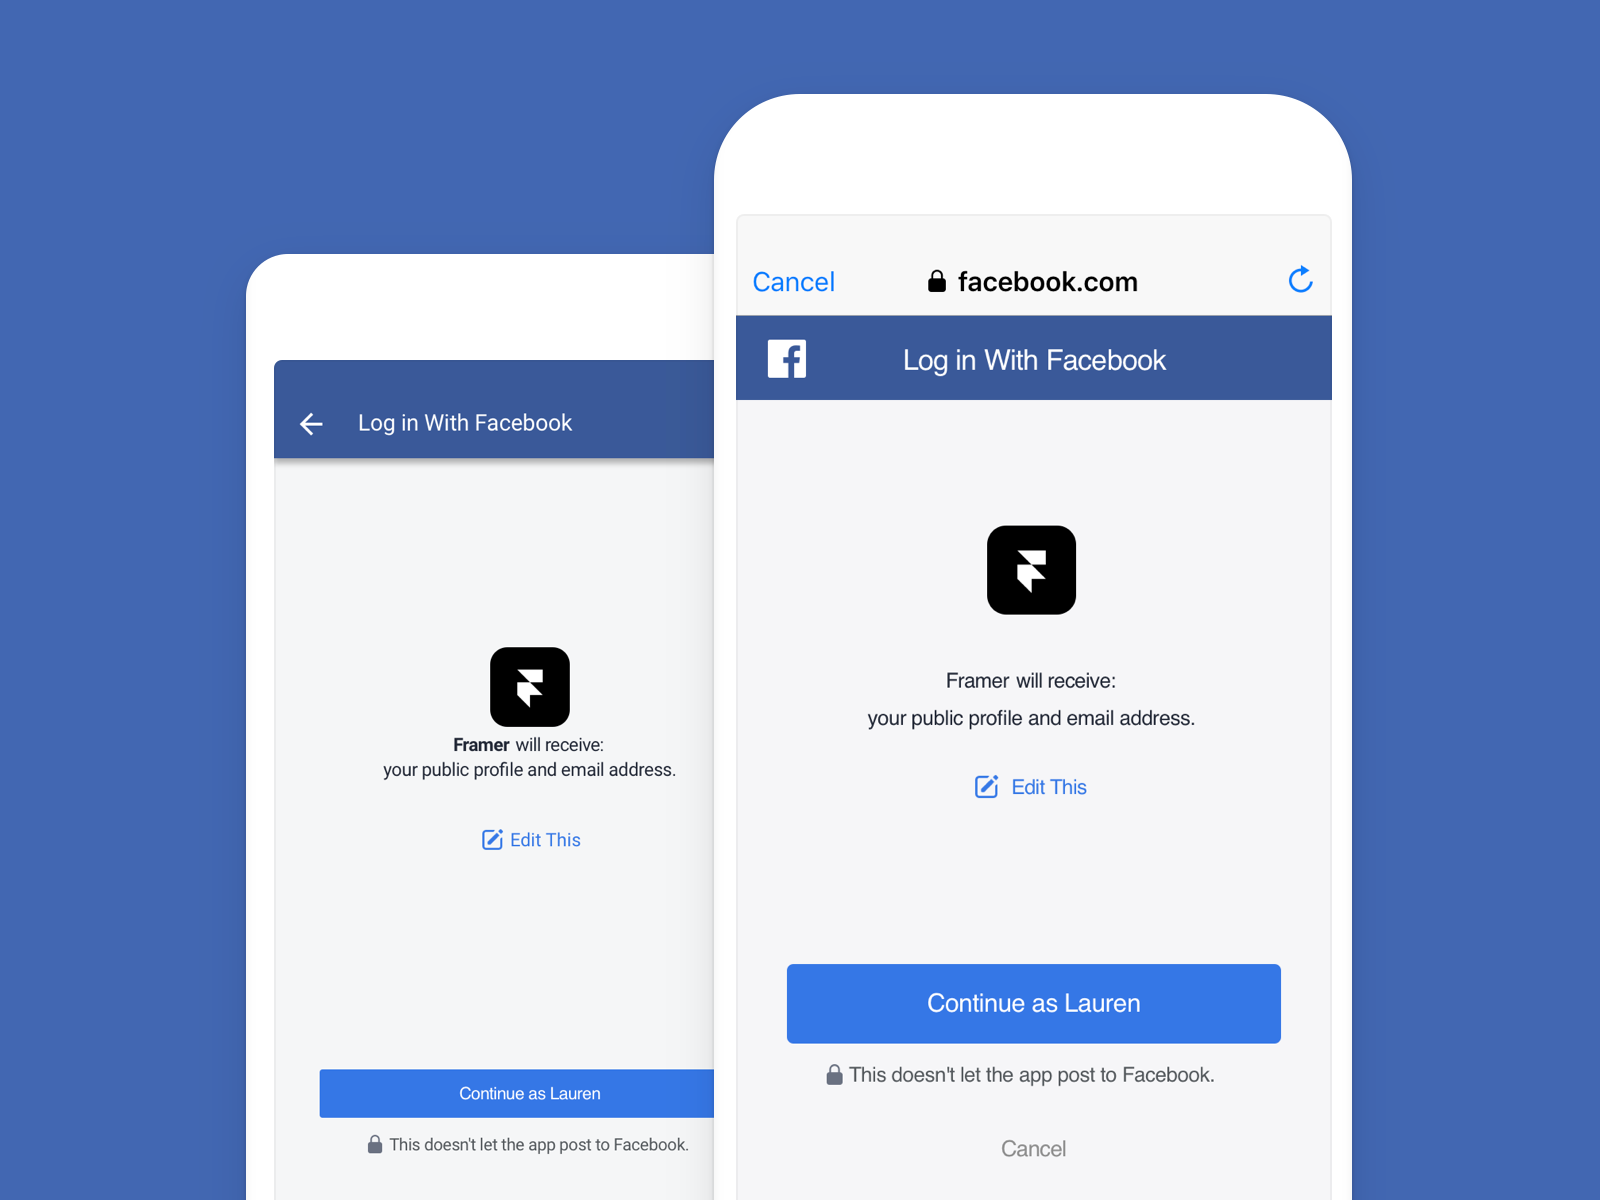 Log in With Facebook
Framer will receive:
your public profile and email address.
Edit This
Continue as Lauren
This doesn't let the app post to Facebook.
Cancel
facebook.com
Log in With Facebook
Framer will receive:
your public profile and email address.
Edit This
Continue as Lauren
This doesn't let the app post to Facebook.
Cancel